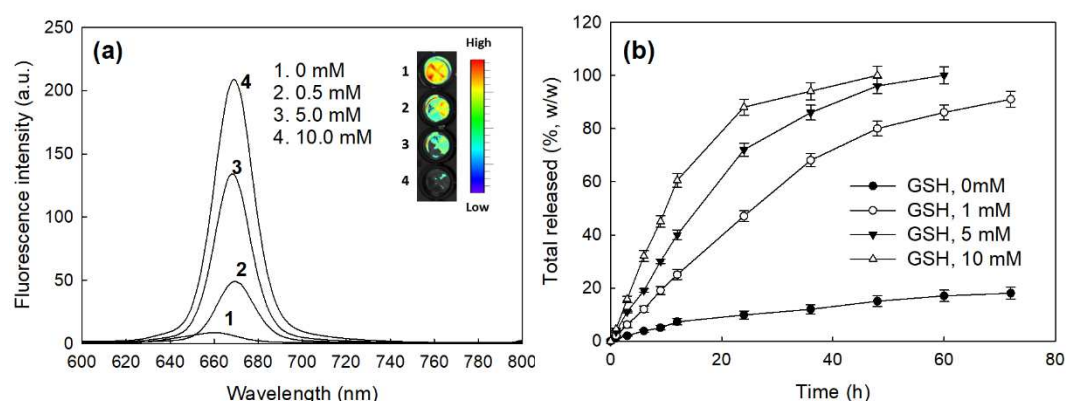 (a)
1. 0 mM
2. 0.5 mM
3. 5.0 mM
4. 10.0 mM
High
1
2
3
4
Low
4
3
2
1
250
200
150
100
50
0
600 620 640 660 680 700 720 740 760 780 800
Fluorescence intensity (a.u.)
Wavelength (nm)
(b)
120
100
80
60
40
20
0
0 20 40 60 80
Total released (%, w/w)
Time (h)
GSH, 0mM
GSH, 1 mM
GSH, 5 mM
GSH, 10 mM